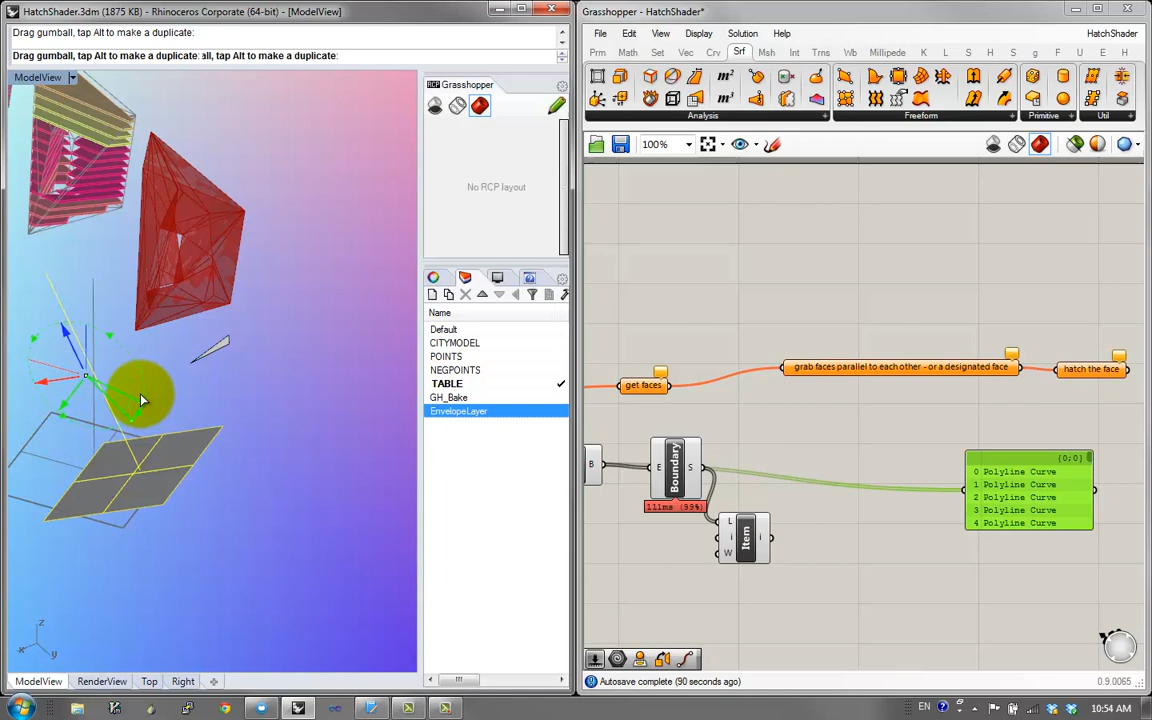 HatchShader.3dm (1875 KB) - Rhinoceros Corporate (64-bit) - [ModelView]
Drag gumball, tap Alt to make a duplicate:
Drag gumball, tap Alt to make a duplicate: all, tap Alt to make a duplicate:
ModelView
Grasshopper
No RCP layout
Name
Default
CITYMODEL
POINTS
NEGPOINTS
TABLE
GH_Bake
EnvelopeLayer
z
x
y
ModelView
RenderView
Top
Right
Grasshopper - HatchShader*
File
Edit
View
Display
Solution
Help
HatchShader
Prm
Math
Set
Vec
Crv
Srf
Msh
Int
Trns
Wb
Millipede
K
L
S
H
S
g
F
M
U
E
H
m²
m³
Analysis
Freeform
Primitive
Util
100%
get faces
grab faces parallel to each other - or a designated face
hatch the face
B
E
Boundary
S
111ms (99%)
L
i
W
Item
i
{0;0}
0 Polyline Curve
1 Polyline Curve
2 Polyline Curve
3 Polyline Curve
4 Polyline Curve
Autosave complete (90 seconds ago)
0.9.0065
EN
10:54 AM